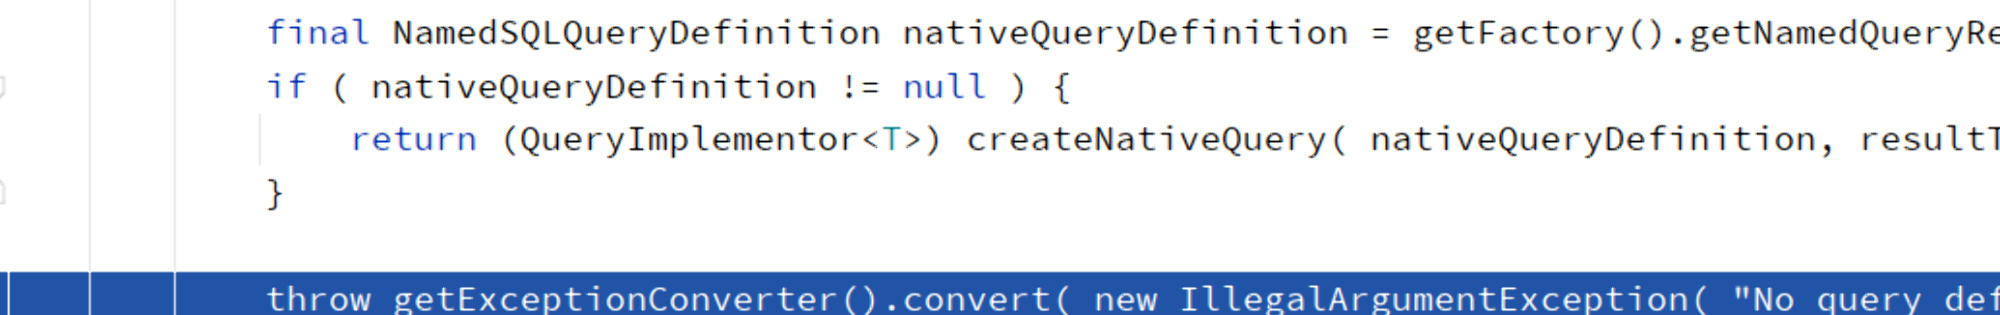 final NamedSQLQueryDefinition nativeQueryDefinition = getFactory().getNamedQueryRe
if ( nativeQueryDefinition != null ) {
return (QueryImplementor<T>) createNativeQuery( nativeQueryDefinition, resultT
}
throw getExceptionConverter().convert( new IllegalArgumentException( "No query def